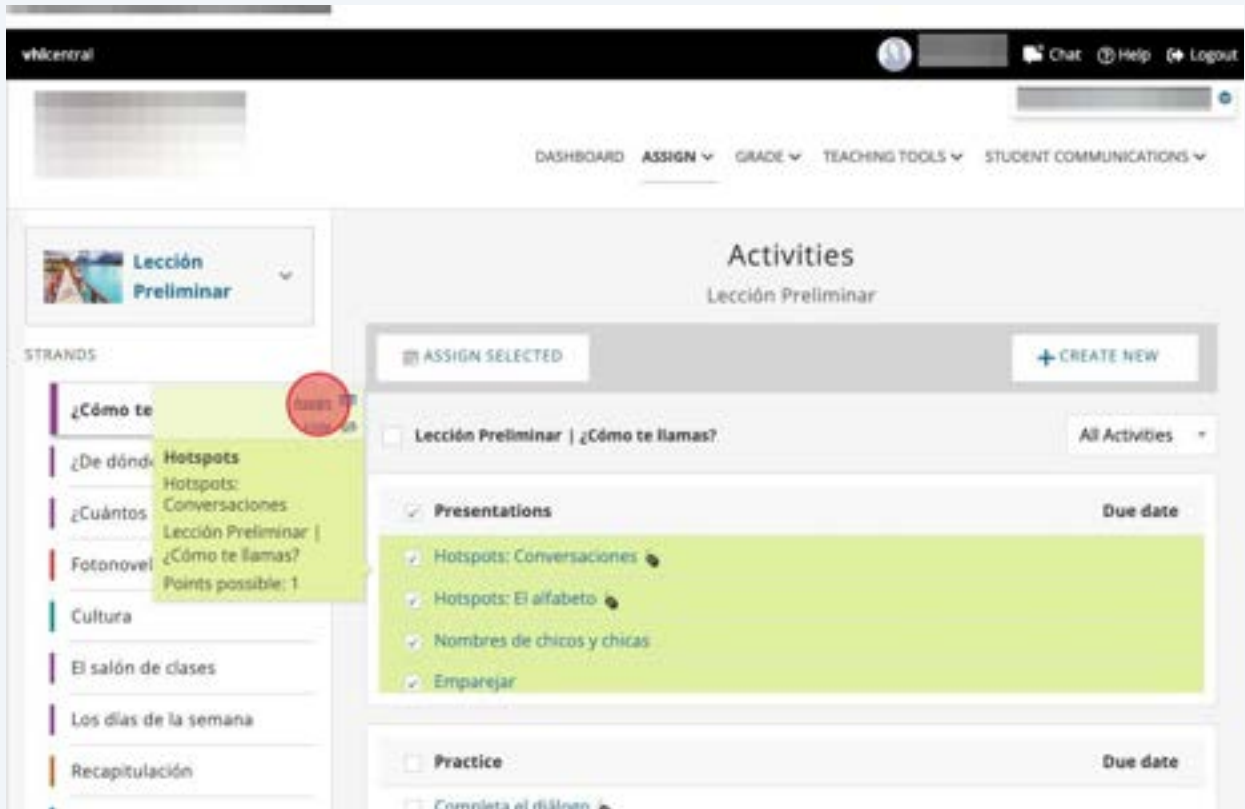 vhlcentral
Chat Help Logout
DASHBOARD ASSIGN GRADE TEACHING TOOLS STUDENT COMMUNICATIONS
Lección
Preliminar
Activities
Lección Preliminar
STRANDS
ASSIGN SELECTED
+ CREATE NEW
¿Cómo te
¿De dónde
¿Cuántos
Fotonovel
Cultura
El salón de clases
Los días de la semana
Recapitulación
Hotspots
Hotspots:
Conversaciones
Lección Preliminar |
¿Cómo te llamas?
Points possible: 1
Lección Preliminar | ¿Cómo te llamas?
All Activities
Presentations Due date
Hotspots: Conversaciones
Hotspots: El alfabeto
Nombres de chicos y chicas
Emparejar
Practice Due date
Completa el diálogo